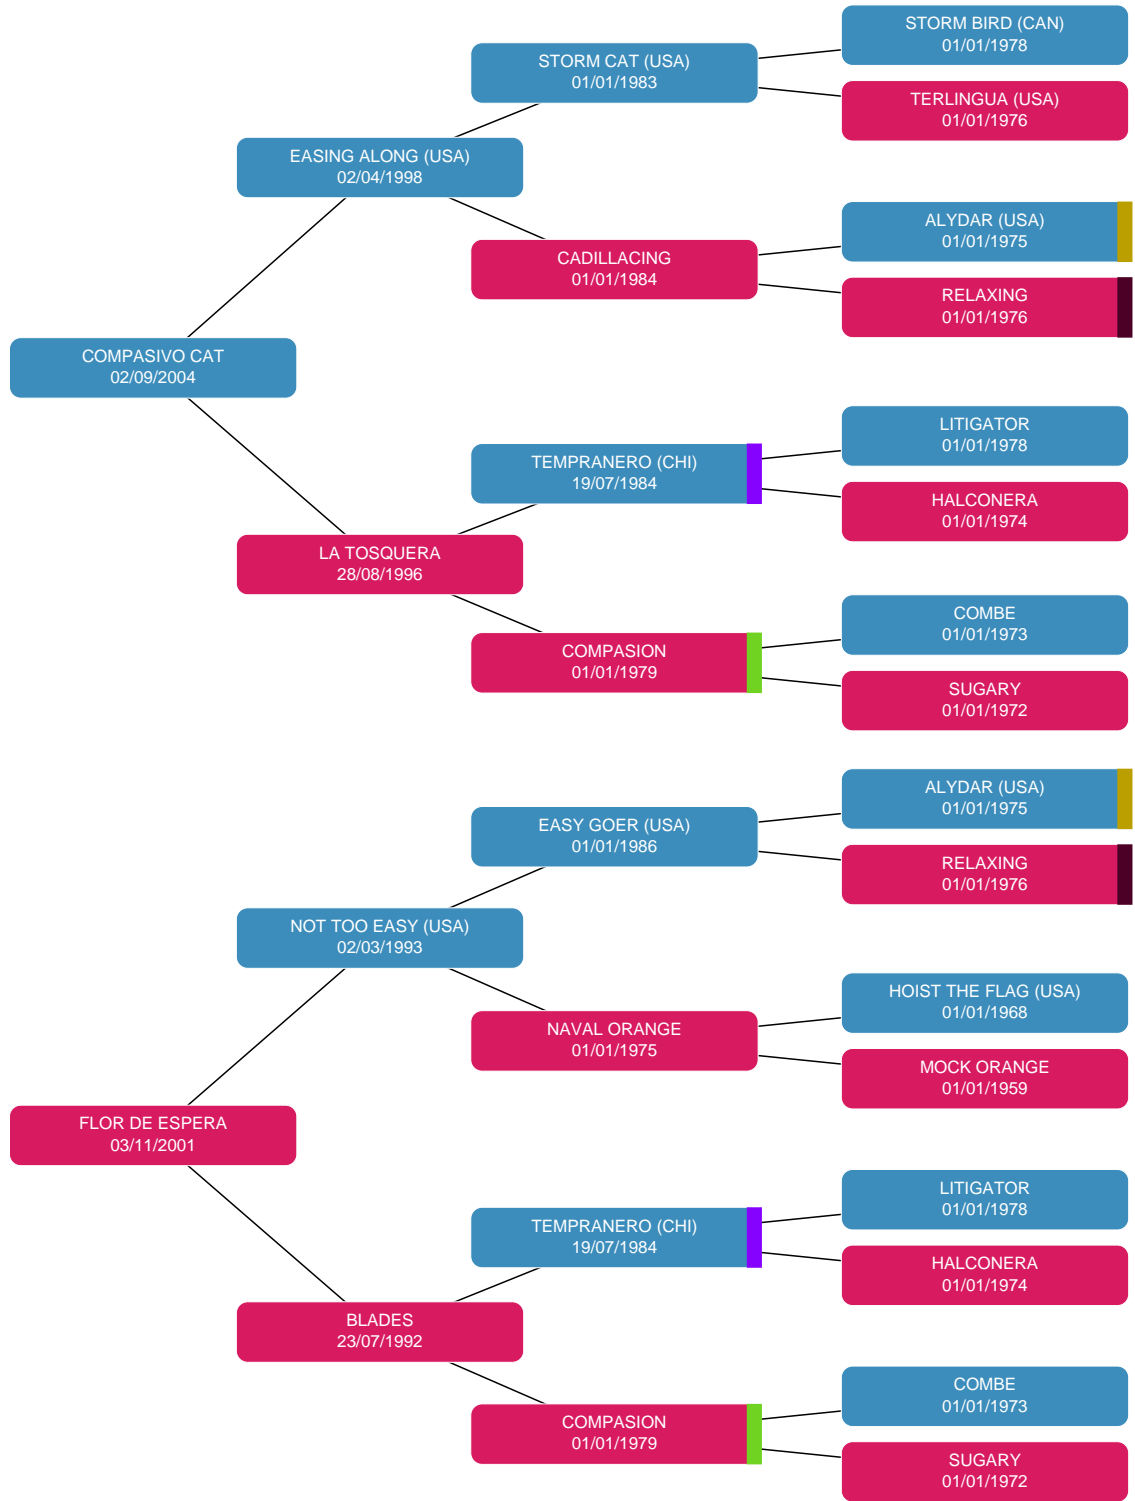 STORM BIRD (CAN)
01/01/1978
STORM CAT (USA)
01/01/1983
TERLINGUA (USA)
01/01/1976
EASING ALONG (USA)
02/04/1998
ALYDAR (USA)
01/01/1975
CADILLACING
01/01/1984
RELAXING
01/01/1976
COMPASIVO CAT
02/09/2004
LITIGATOR
01/01/1978
TEMPRANERO (CHI)
19/07/1984
HALCONERA
01/01/1974
LA TOSQUERA
28/08/1996
COMBE
01/01/1973
COMPASION
01/01/1979
SUGARY
01/01/1972
ALYDAR (USA)
01/01/1975
EASY GOER (USA)
01/01/1986
RELAXING
01/01/1976
NOT TOO EASY (USA)
02/03/1993
HOIST THE FLAG (USA)
01/01/1968
NAVAL ORANGE
01/01/1975
MOCK ORANGE
01/01/1959
FLOR DE ESPERA
03/11/2001
LITIGATOR
01/01/1978
TEMPRANERO (CHI)
19/07/1984
HALCONERA
01/01/1974
BLADES
23/07/1992
COMBE
01/01/1973
COMPASION
01/01/1979
SUGARY
01/01/1972